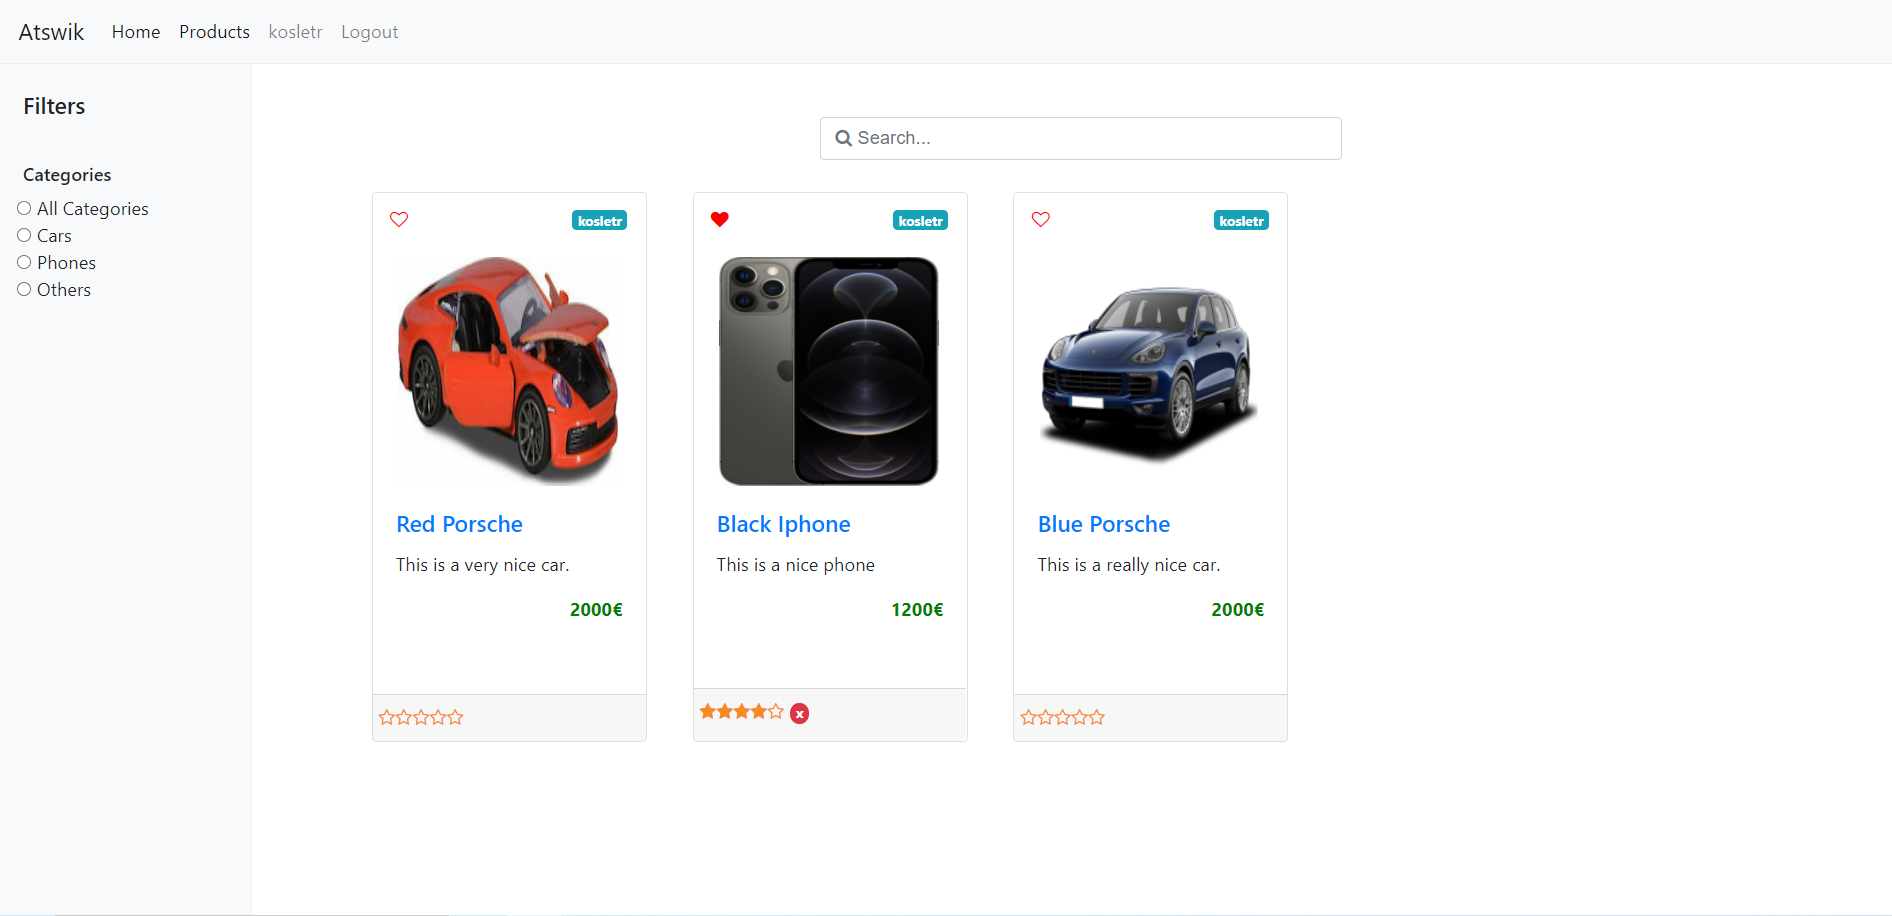 Atswik Home Products kosletr Logout
Filters
Categories
All Categories
Cars
Phones
Others
Search...
kosletr
Red Porsche
This is a very nice car.
2000€
kosletr
Black Iphone
This is a nice phone
1200€
x
kosletr
Blue Porsche
This is a really nice car.
2000€